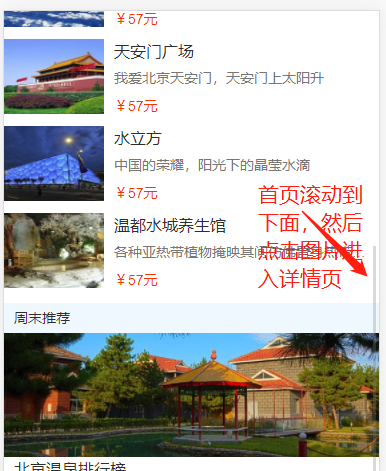 ¥57元
天安门广场
我爱北京天安门，天安门上太阳升
¥57元
水立方
中国的荣耀，阳光下的晶莹水滴
¥57元
温都水城养生馆
各种亚热带植物掩映其间
¥57元
首页滚动到
下面，然后
点击图片进
入详情页
周末推荐
北京温泉排行榜